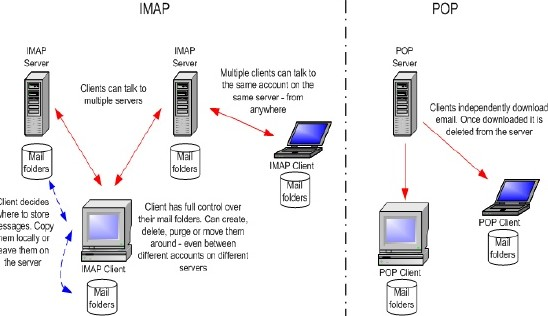 IMAP
POP
IMAP
Server
IMAP
Server
POP
Server
Clients can talk to
multiple servers
Multiple clients can talk to
the same account on the
same server - from
anywhere
Clients independently download
email. Once downloaded it is
deleted from the server
Mail
folders
Mail
folders
IMAP Client
Mail
folders
Client decides
where to store
messages. Copy
them locally or
leave them on
the server
Client has full control over
their mail folders. Can create,
delete, purge or move them
around - even between
different accounts on different
servers
IMAP Client
Mail
folders
POP Client
Mail
folders
POP Client
Mail
folders